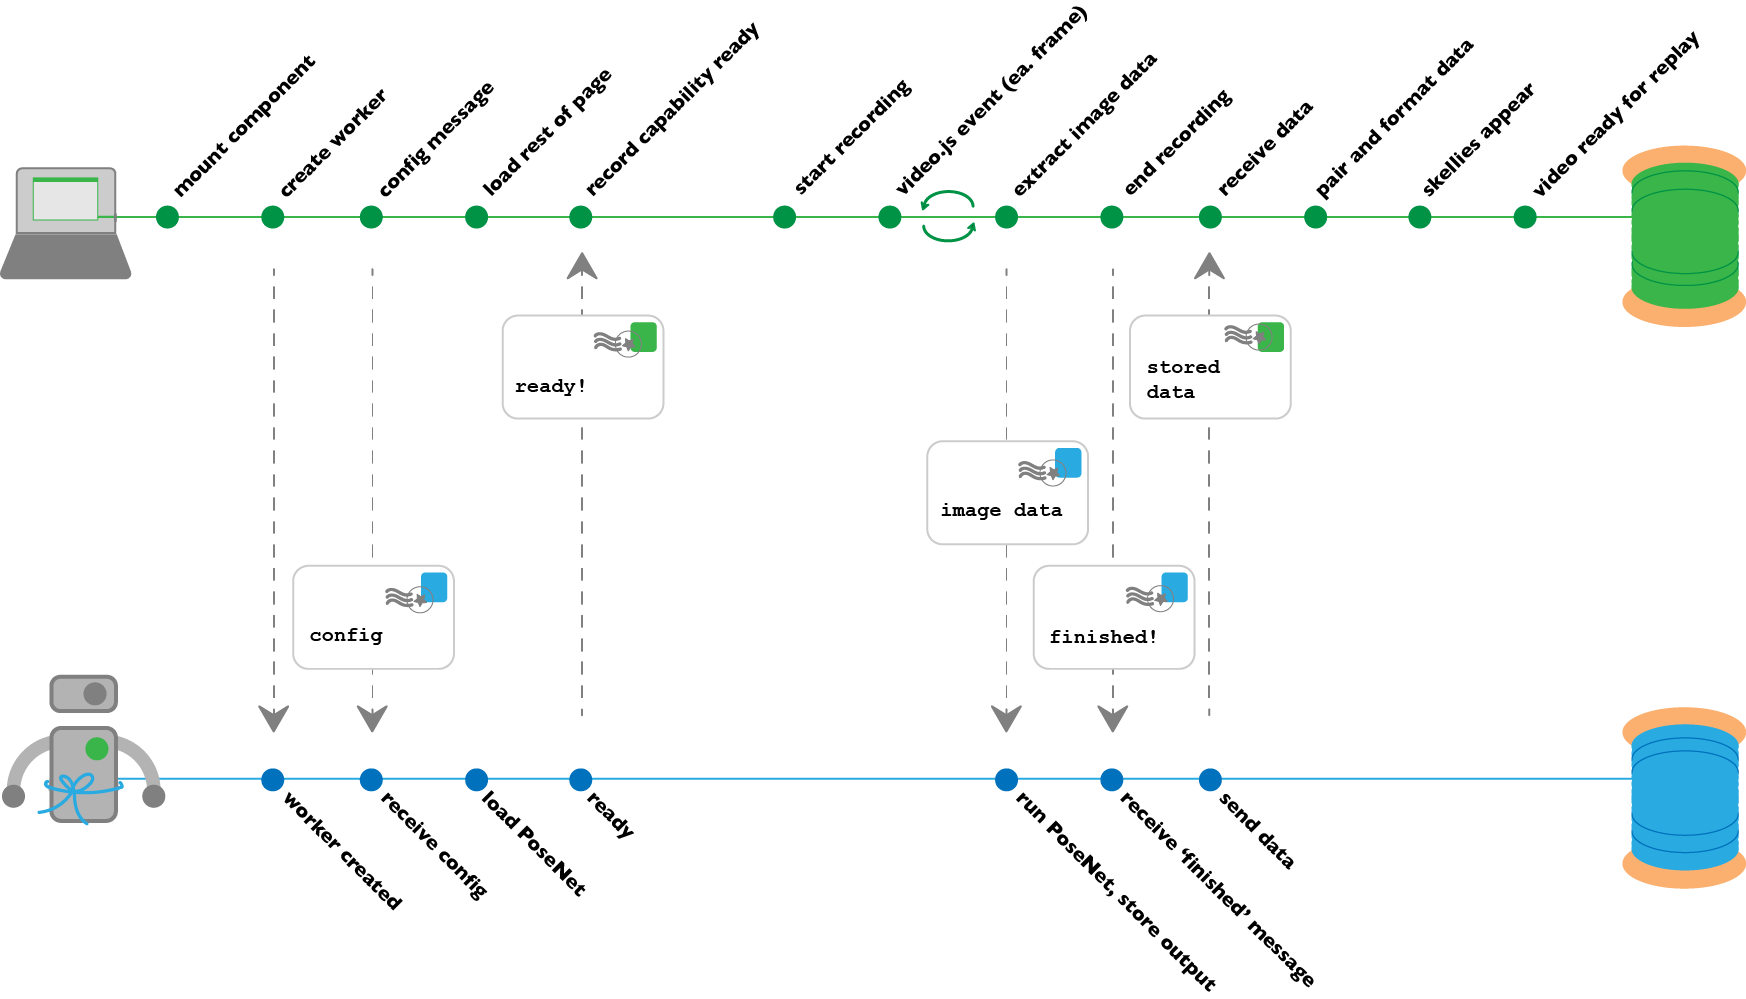 mount component
create worker
config message
load rest of page
record capability ready
start recording
video.js event (ea. frame)
extract image data
end recording
receive data
pair and format data
skellies appear
video ready for replay
ready!
stored
data
image data
config
finished!
worker created
receive config
load PoseNet
ready
run PoseNet, store output
receive ‘finished’ message
send data